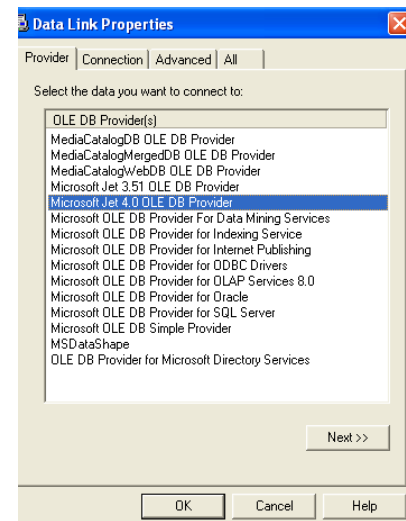 Data Link Properties
Provider Connection Advanced All
Select the data you want to connect to:
OLE DB Provider(s)
MediaCatalogDB OLE DB Provider
MediaCatalogMergedDB OLE DB Provider
MediaCatalogWebDB OLE DB Provider
Microsoft Jet 3.51 OLE DB Provider
Microsoft Jet 4.0 OLE DB Provider
Microsoft OLE DB Provider For Data Mining Services
Microsoft OLE DB Provider for Indexing Service
Microsoft OLE DB Provider for Internet Publishing
Microsoft OLE DB Provider for ODBC Drivers
Microsoft OLE DB Provider for OLAP Services 8.0
Microsoft OLE DB Provider for Oracle
Microsoft OLE DB Provider for SQL Server
Microsoft OLE DB Simple Provider
MSDataShape
OLE DB Provider for Microsoft Directory Services
Next >>
OK Cancel Help